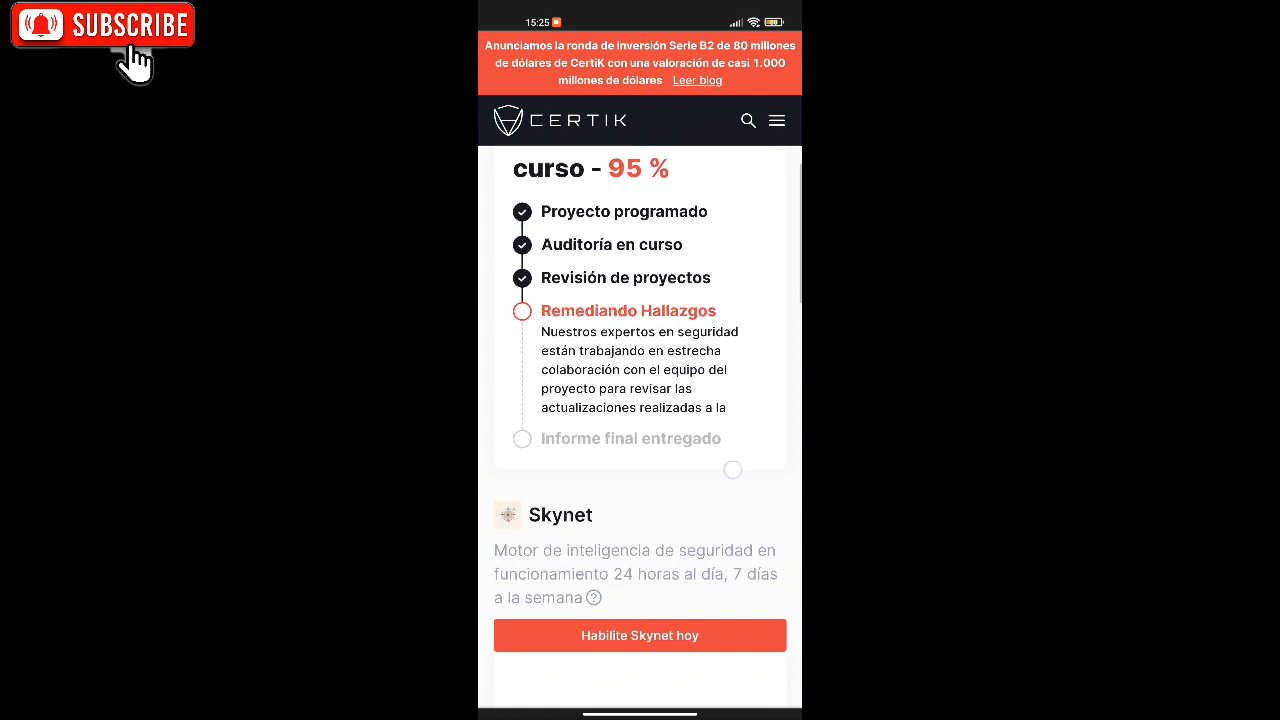 SUBSCRIBE
15:25
Anunciamos la ronda de inversión Serie B2 de 80 millones
de dólares de CertiK con una valoración de casi 1.000
millones de dólares Leer blog
CERTIK
curso - 95 %
Proyecto programado
Auditoría en curso
Revisión de proyectos
Remediando Hallazgos
Nuestros expertos en seguridad
están trabajando en estrecha
colaboración con el equipo del
proyecto para revisar las
actualizaciones realizadas a la
Informe final entregado
Skynet
Motor de inteligencia de seguridad en
funcionamiento 24 horas al día, 7 días
a la semana ?
Habilite Skynet hoy